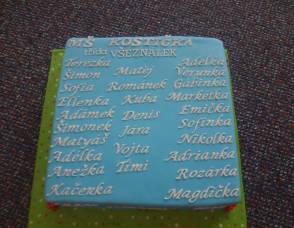 MŠ KOSTIČKA
třída VŠEZNÁLEK
Terezka Adélka
Šimon Matěj Verunka
Sofia Románek Gabinka
Ellenka Kuba Markétka
Adámek Denis Emička
Šimonek Jára Sofinka
Matyáš Nikolka
Adélka Vojta Adrianka
Anežka Timi Rozárka
Kačenka Magdička